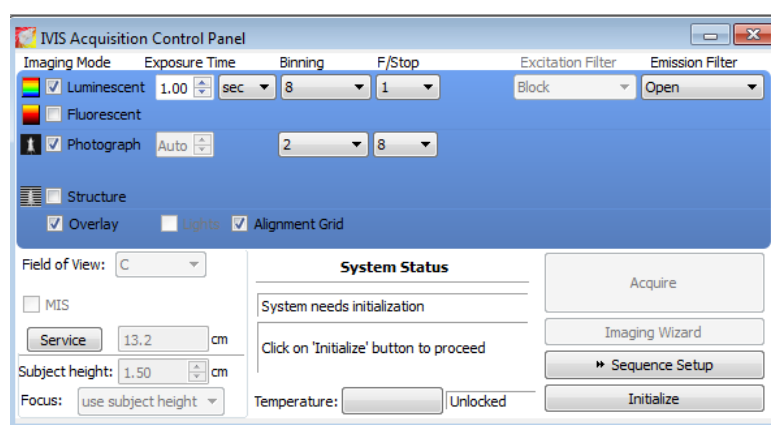 IVIS Acquisition Control Panel
Imaging Mode Exposure Time Binning F/Stop Excitation Filter Emission Filter
Luminescent 1.00 sec 8 1 Block Open
Fluorescent
Photograph Auto 2 8
Structure
Overlay Lights Alignment Grid
Field of View: C
MIS
Service 13.2 cm
Subject height: 1.50 cm
Focus: use subject height
System Status
System needs initialization
Click on 'Initialize' button to proceed
Temperature: Unlocked
Acquire
Imaging Wizard
Sequence Setup
Initialize